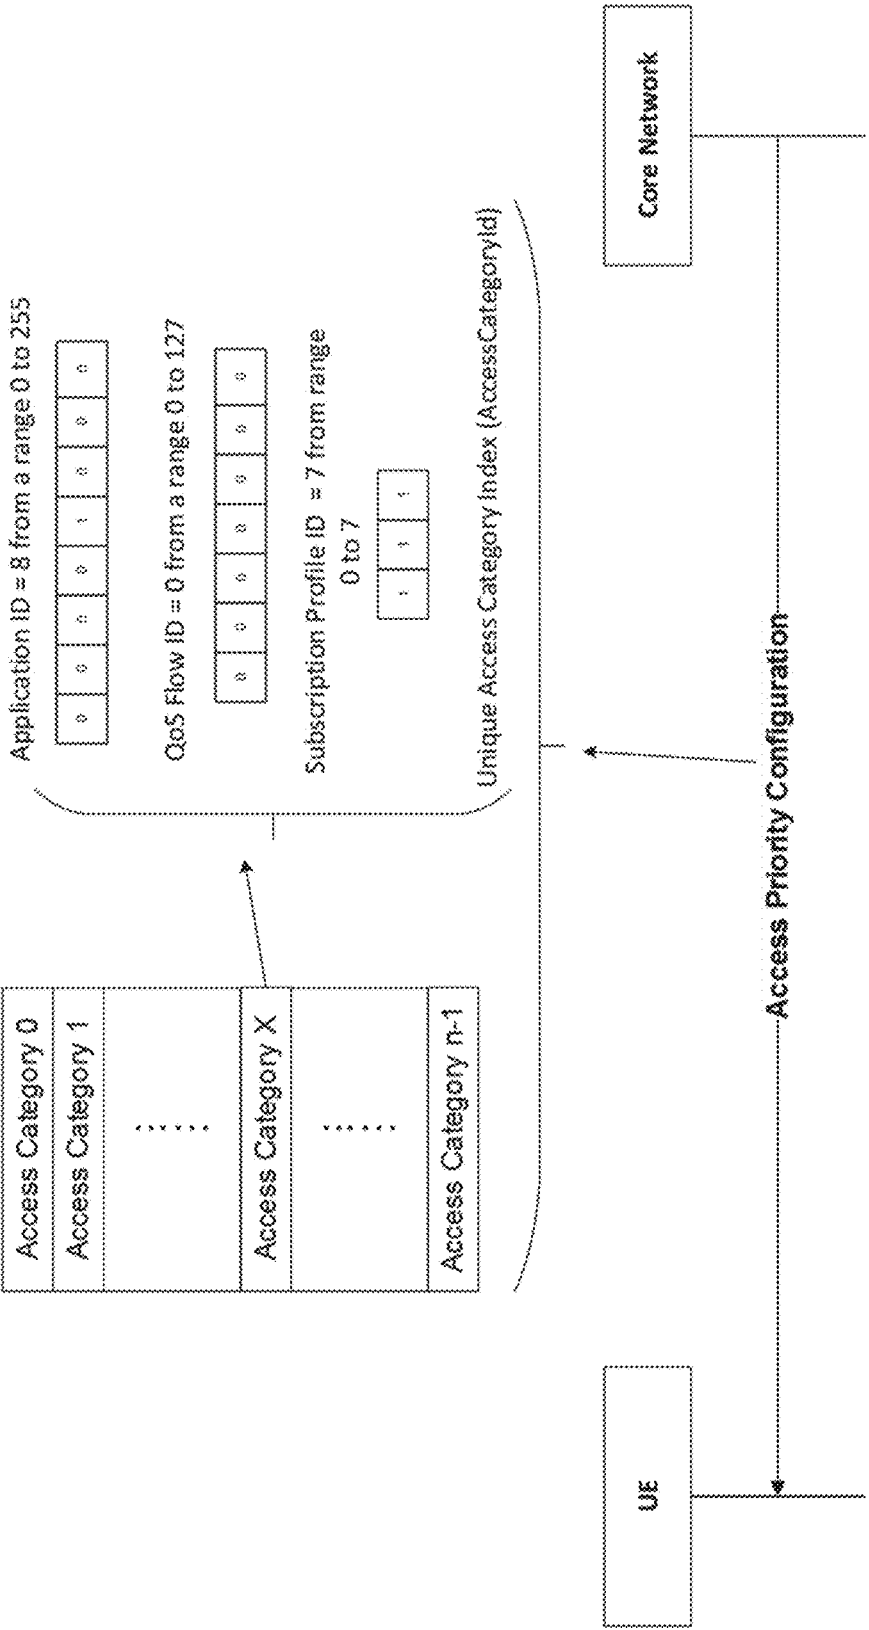 Access Category 0
Access Category 1
......
Access Category X
......
Access Category n-1
Application ID = 8 from a range 0 to 255
0 0 0 0 1 0 0 0
QoS Flow ID = 0 from a range 0 to 127
0 0 0 0 0 0 0
Subscription Profile ID = 7 from range
0 to 7
1 1 1
Unique Access Category Index (AccessCategoryId)
UE
Core Network
Access Priority Configuration